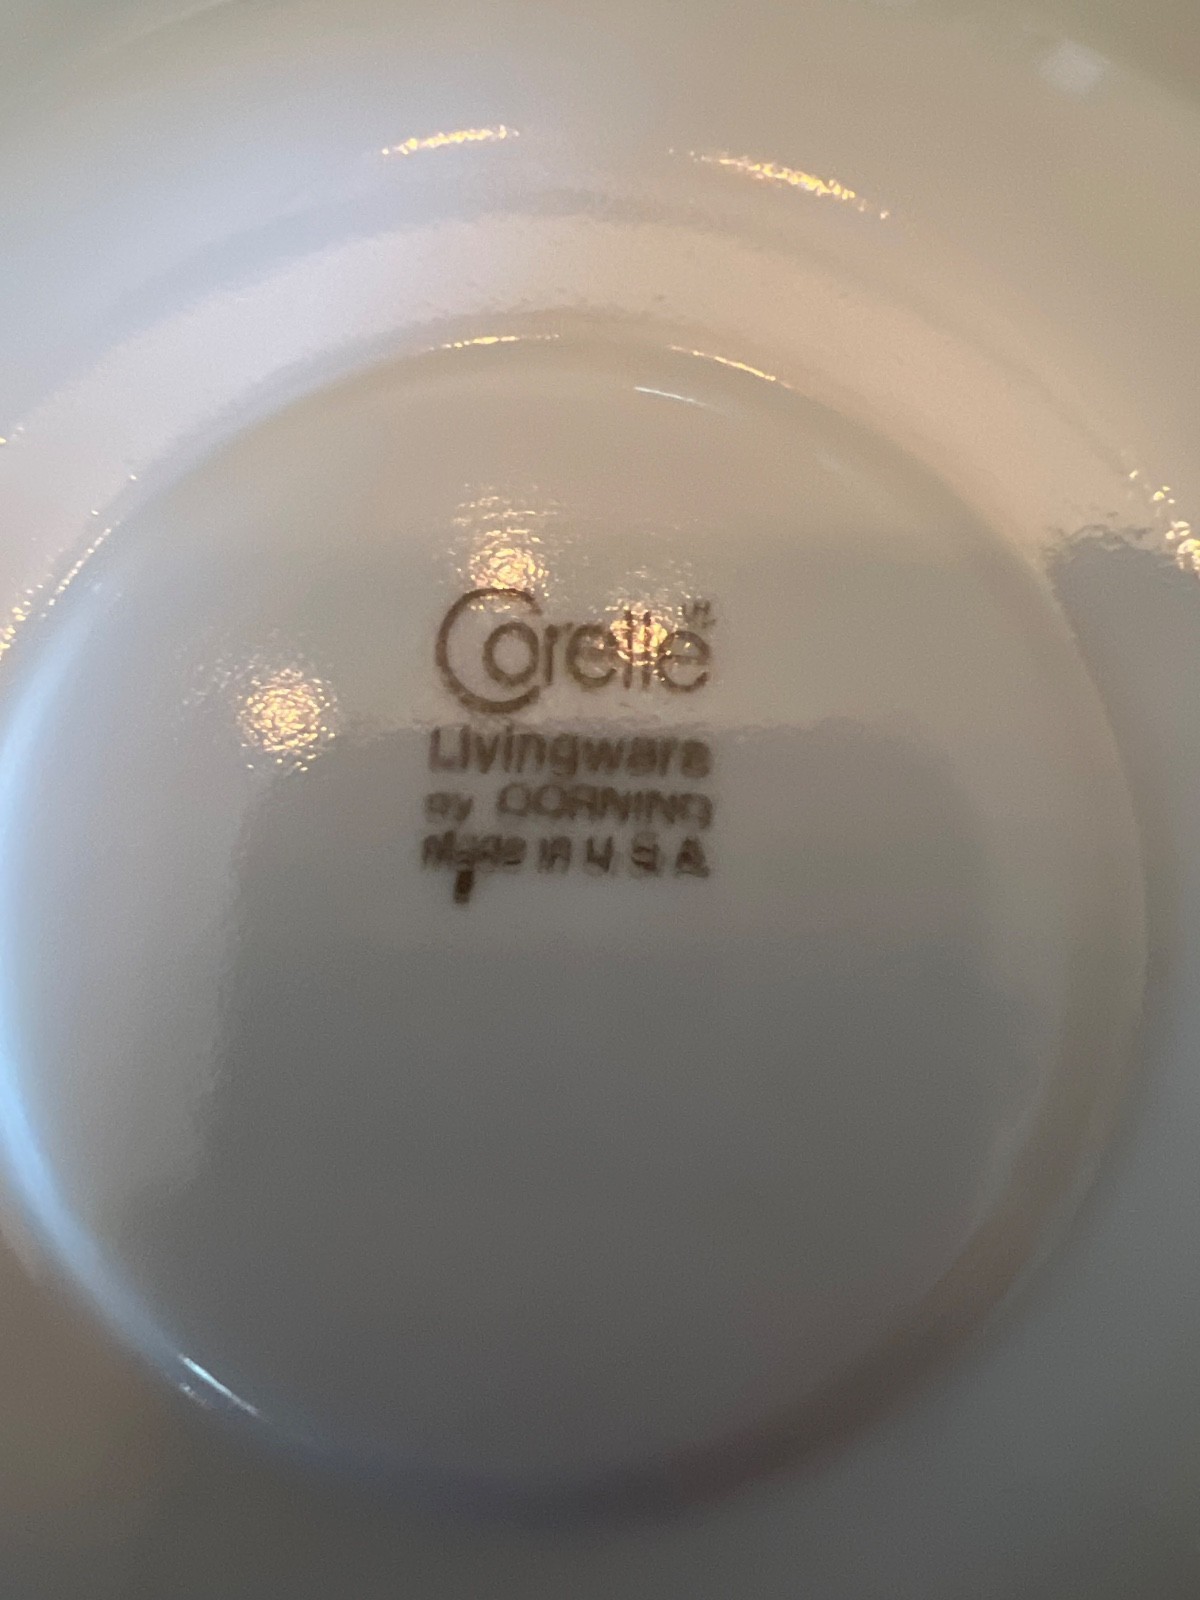 Corelle
Livingware
by CORNING
Made in U S A